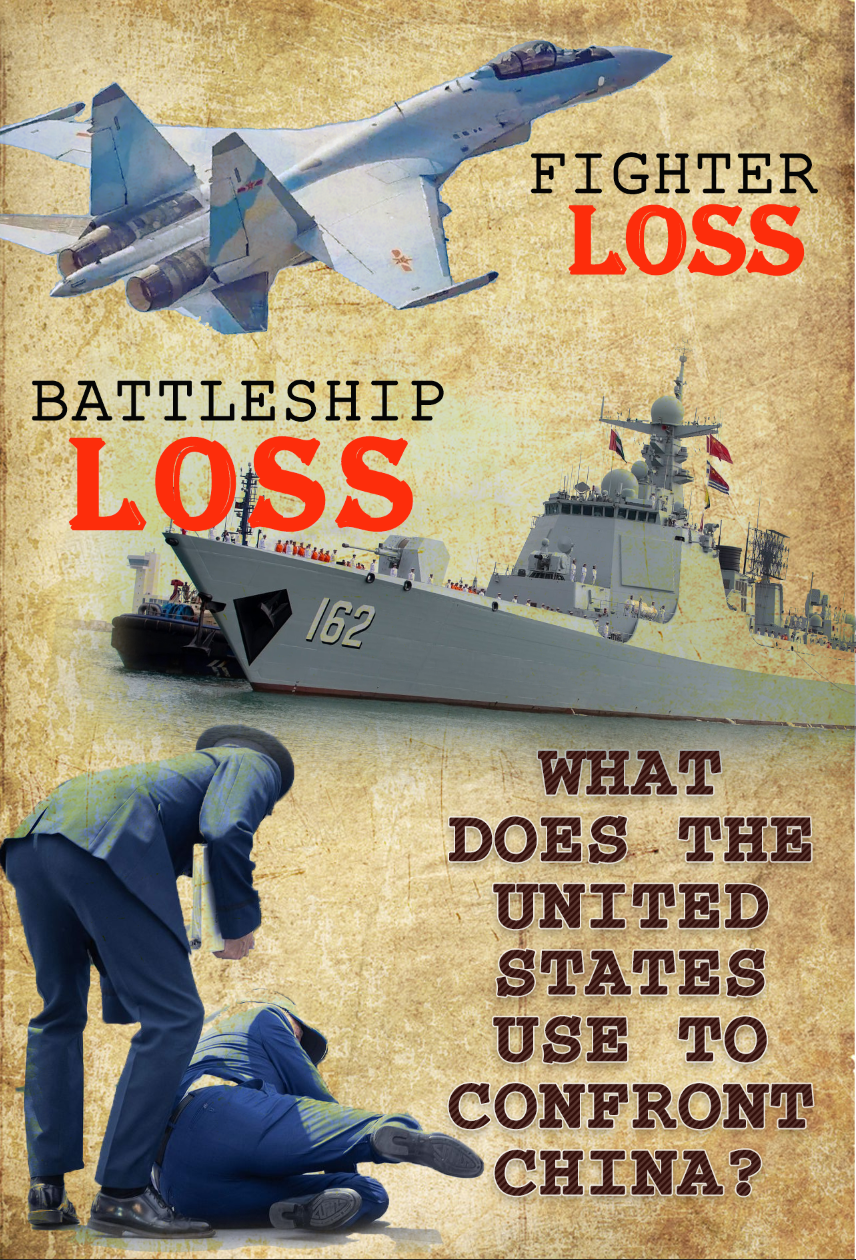 FIGHTER
LOSS
BATTLESHIP
LOSS
162
WHAT
DOES THE
UNITED
STATES
USE TO
CONFRONT
CHINA?